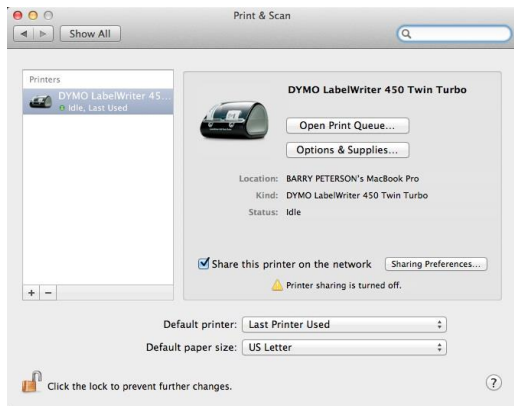 Print & Scan
Show All
Printers
DYMO LabelWriter 45...
Idle, Last Used
DYMO LabelWriter 450 Twin Turbo
Open Print Queue...
Options & Supplies...
Location: BARRY PETERSON's MacBook Pro
Kind: DYMO LabelWriter 450 Twin Turbo
Status: Idle
Share this printer on the network Sharing Preferences...
Printer sharing is turned off.
+ −
Default printer: Last Printer Used
Default paper size: US Letter
Click the lock to prevent further changes. ?